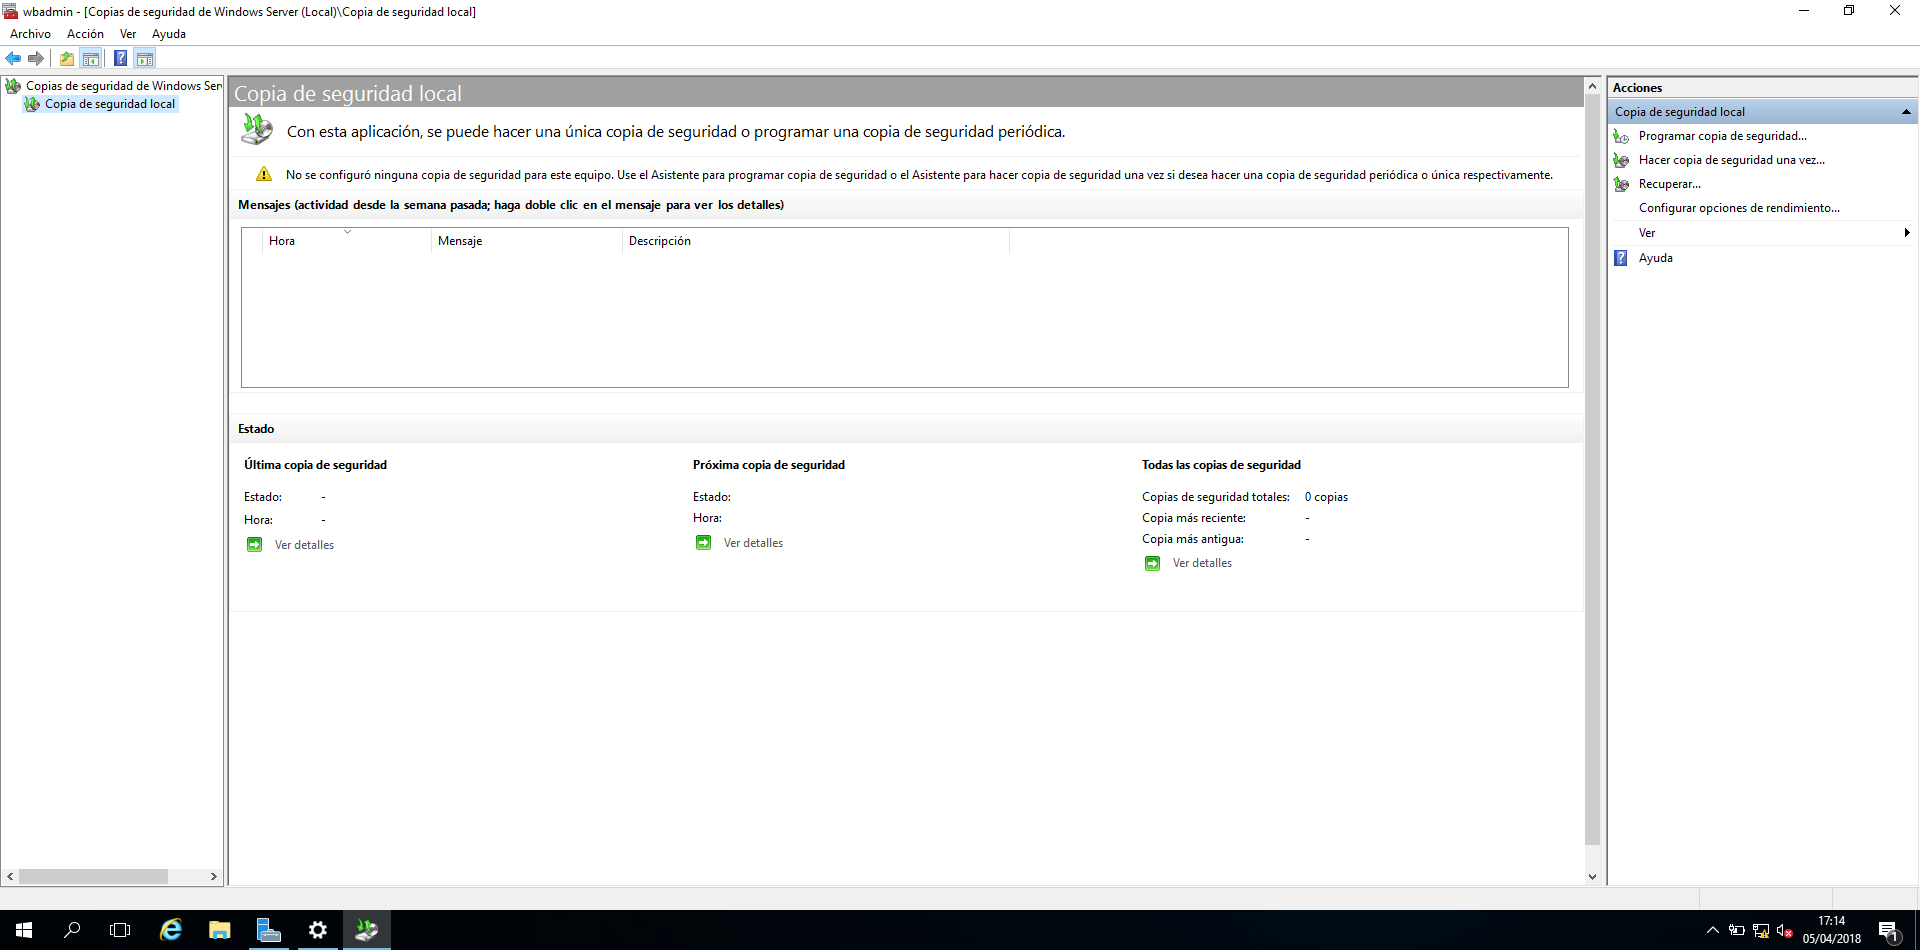 wbadmin - [Copias de seguridad de Windows Server (Local)\Copia de seguridad local]
Archivo Acción Ver Ayuda
Copias de seguridad de Windows Ser
Copia de seguridad local
Copia de seguridad local
Con esta aplicación, se puede hacer una única copia de seguridad o programar una copia de seguridad periódica.
No se configuró ninguna copia de seguridad para este equipo. Use el Asistente para programar copia de seguridad o el Asistente para hacer copia de seguridad una vez si desea hacer una copia de seguridad periódica o única respectivamente.
Mensajes (actividad desde la semana pasada; haga doble clic en el mensaje para ver los detalles)
Hora Mensaje Descripción
Estado
Última copia de seguridad
Estado: -
Hora: -
Ver detalles
Próxima copia de seguridad
Estado:
Hora:
Ver detalles
Todas las copias de seguridad
Copias de seguridad totales: 0 copias
Copia más reciente: -
Copia más antigua: -
Ver detalles
Acciones
Copia de seguridad local
Programar copia de seguridad...
Hacer copia de seguridad una vez...
Recuperar...
Configurar opciones de rendimiento...
Ver
Ayuda
17:14
05/04/2018
1